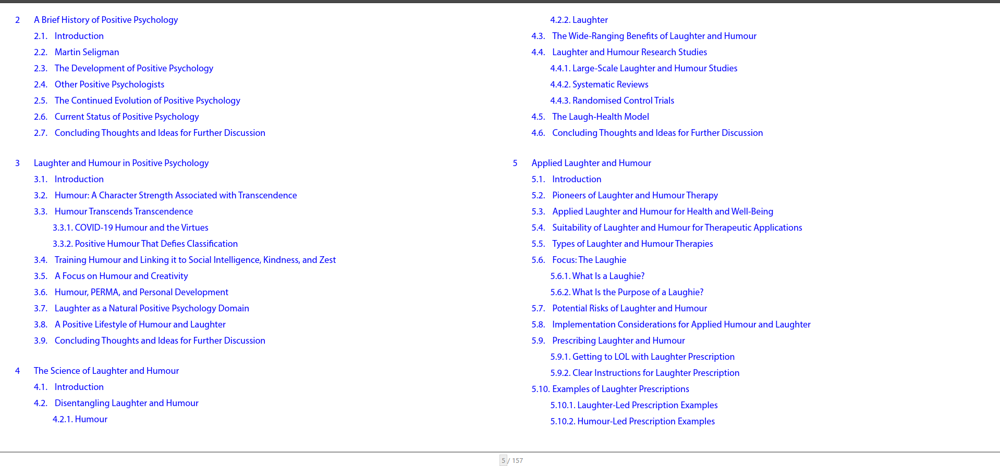 2 A Brief History of Positive Psychology
2.1. Introduction
2.2. Martin Seligman
2.3. The Development of Positive Psychology
2.4. Other Positive Psychologists
2.5. The Continued Evolution of Positive Psychology
2.6. Current Status of Positive Psychology
2.7. Concluding Thoughts and Ideas for Further Discussion
3 Laughter and Humour in Positive Psychology
3.1. Introduction
3.2. Humour: A Character Strength Associated with Transcendence
3.3. Humour Transcends Transcendence
3.3.1. COVID-19 Humour and the Virtues
3.3.2. Positive Humour That Defies Classification
3.4. Training Humour and Linking it to Social Intelligence, Kindness, and Zest
3.5. A Focus on Humour and Creativity
3.6. Humour, PERMA, and Personal Development
3.7. Laughter as a Natural Positive Psychology Domain
3.8. A Positive Lifestyle of Humour and Laughter
3.9. Concluding Thoughts and Ideas for Further Discussion
4 The Science of Laughter and Humour
4.1. Introduction
4.2. Disentangling Laughter and Humour
4.2.1. Humour
4.2.2. Laughter
4.3. The Wide-Ranging Benefits of Laughter and Humour
4.4. Laughter and Humour Research Studies
4.4.1. Large-Scale Laughter and Humour Studies
4.4.2. Systematic Reviews
4.4.3. Randomised Control Trials
4.5. The Laugh-Health Model
4.6. Concluding Thoughts and Ideas for Further Discussion
5 Applied Laughter and Humour
5.1. Introduction
5.2. Pioneers of Laughter and Humour Therapy
5.3. Applied Laughter and Humour for Health and Well-Being
5.4. Suitability of Laughter and Humour for Therapeutic Applications
5.5. Types of Laughter and Humour Therapies
5.6. Focus: The Laughie
5.6.1. What Is a Laughie?
5.6.2. What Is the Purpose of a Laughie?
5.7. Potential Risks of Laughter and Humour
5.8. Implementation Considerations for Applied Humour and Laughter
5.9. Prescribing Laughter and Humour
5.9.1. Getting to LOL with Laughter Prescription
5.9.2. Clear Instructions for Laughter Prescription
5.10. Examples of Laughter Prescriptions
5.10.1. Laughter-Led Prescription Examples
5.10.2. Humour-Led Prescription Examples
5 / 157